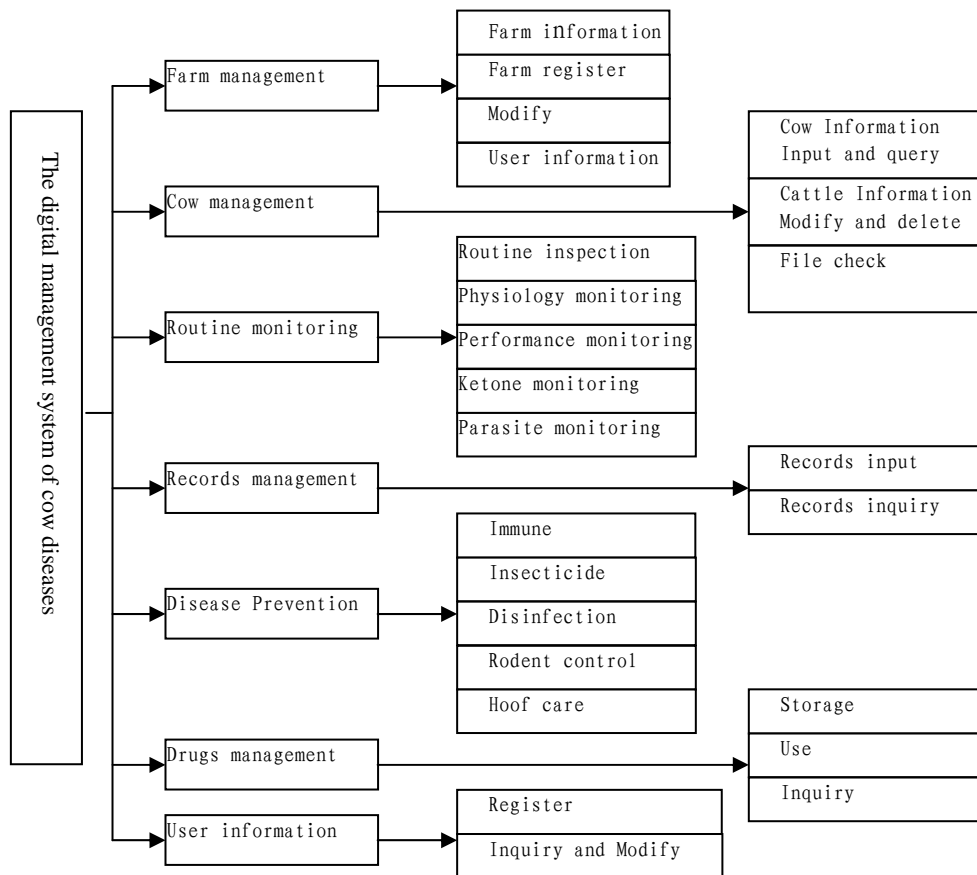 The digital management system of cow diseases
Farm management
Farm information
Farm register
Modify
User information
Cow management
Cow Information
Input and query
Cattle Information
Modify and delete
File check
Routine monitoring
Routine inspection
Physiology monitoring
Performance monitoring
Ketone monitoring
Parasite monitoring
Records management
Records input
Records inquiry
Disease Prevention
Immune
Insecticide
Disinfection
Rodent control
Hoof care
Drugs management
Storage
Use
Inquiry
User information
Register
Inquiry and Modify